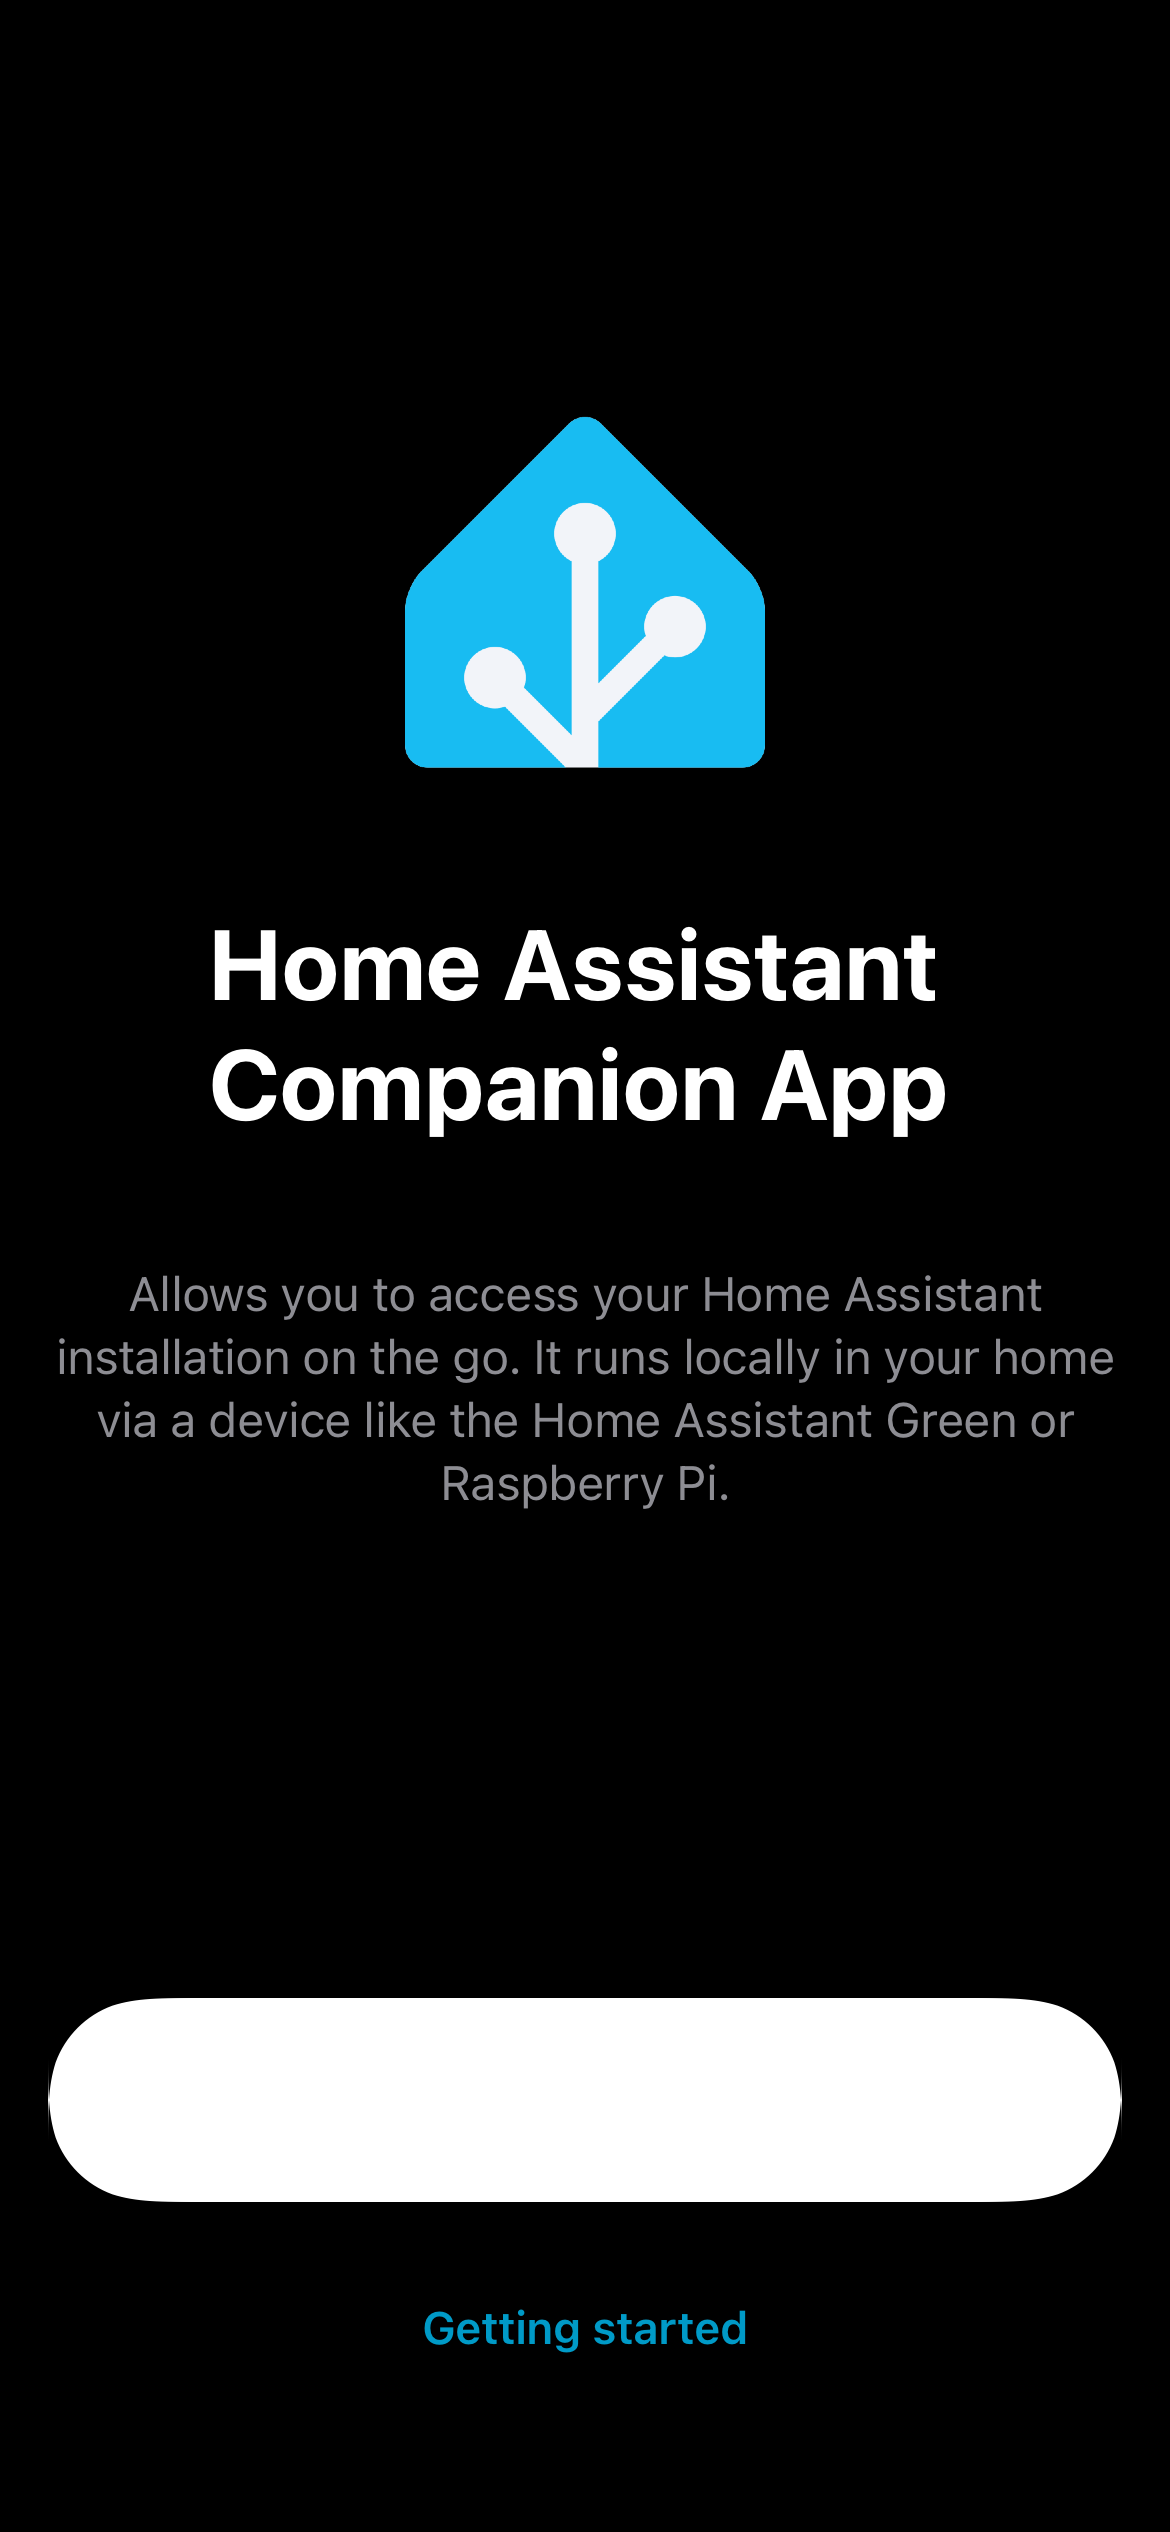 Home Assistant
Companion App
Allows you to access your Home Assistant
installation on the go. It runs locally in your home
via a device like the Home Assistant Green or
Raspberry Pi.
Getting started